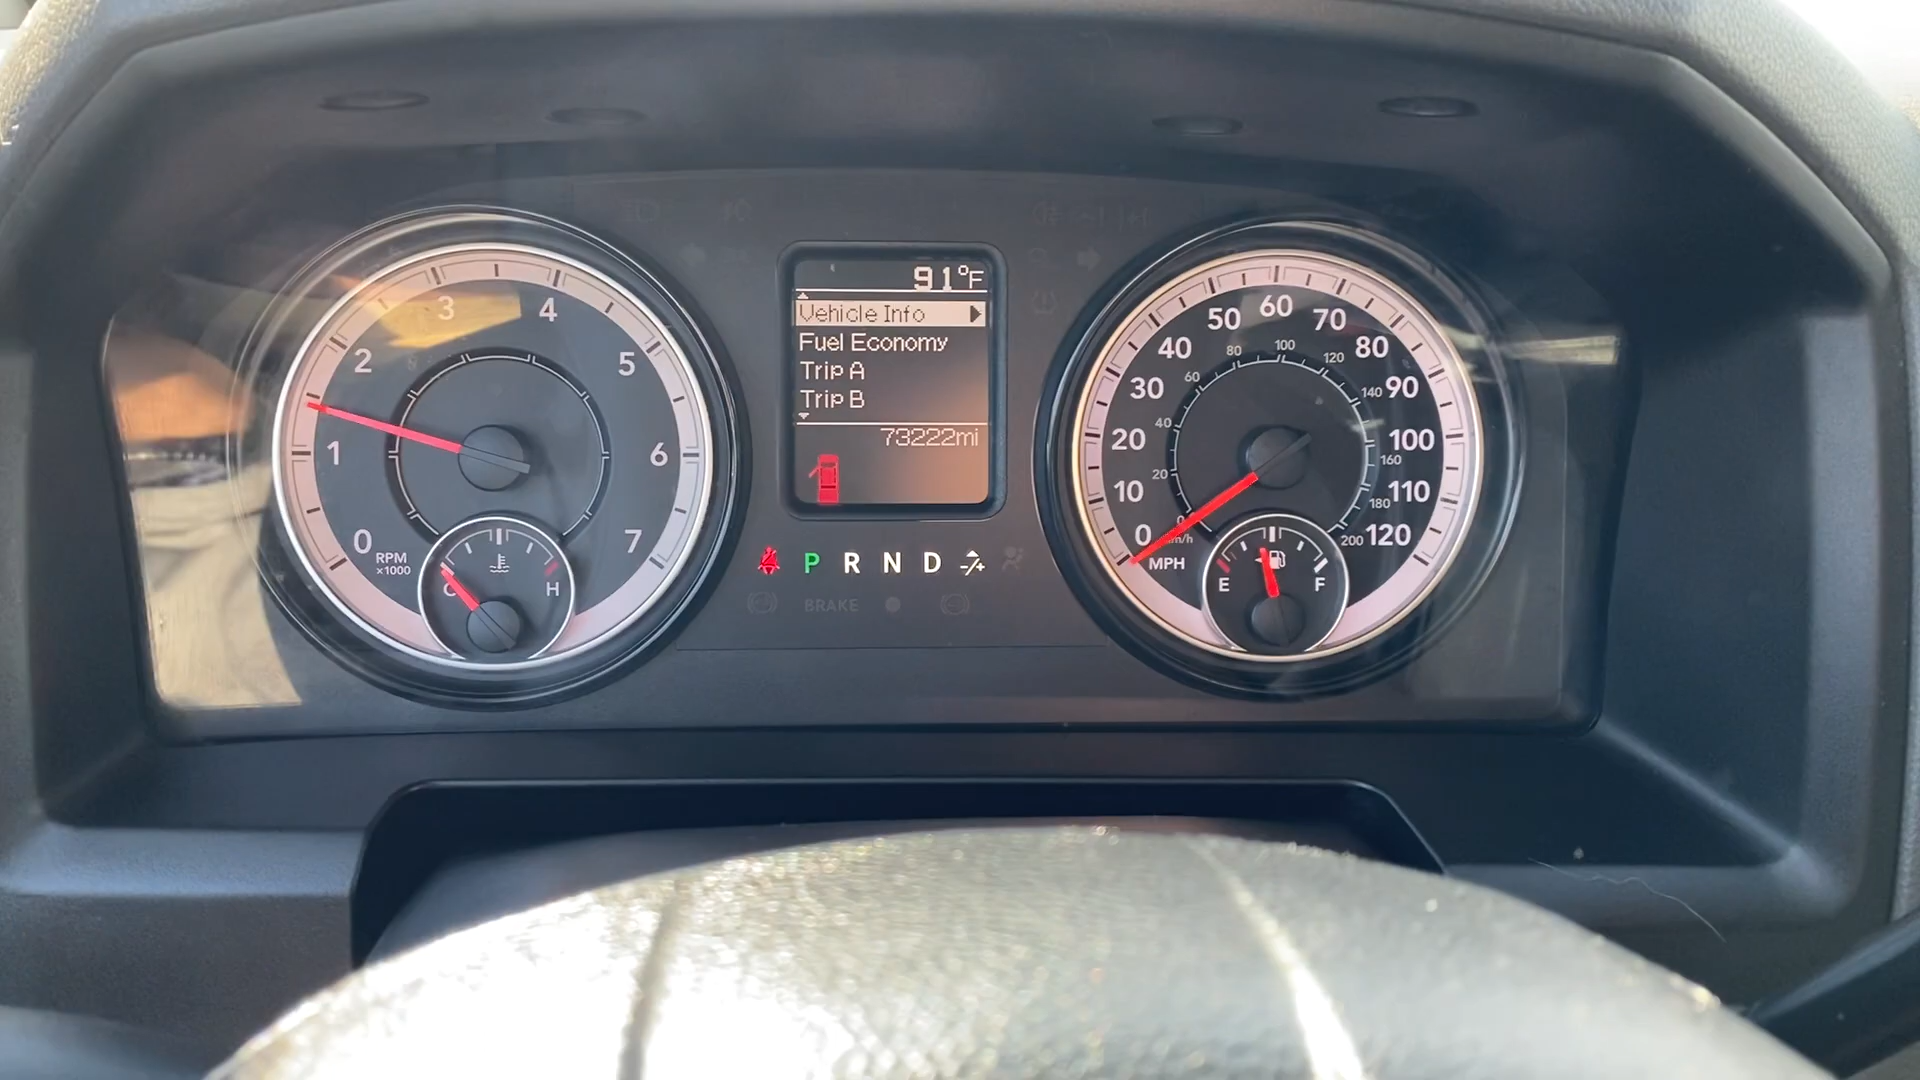 91°F
Vehicle Info
Fuel Economy
Trip A
Trip B
73222mi
0 1 2 3 4 5 6 7
RPM
x1000
C H
P R N D -/+
BRAKE
0 10 20 30 40 50 60 70 80 90 100 110 120
MPH
0 20 40 60 80 100 120 140 160 180 200
km/h
E F